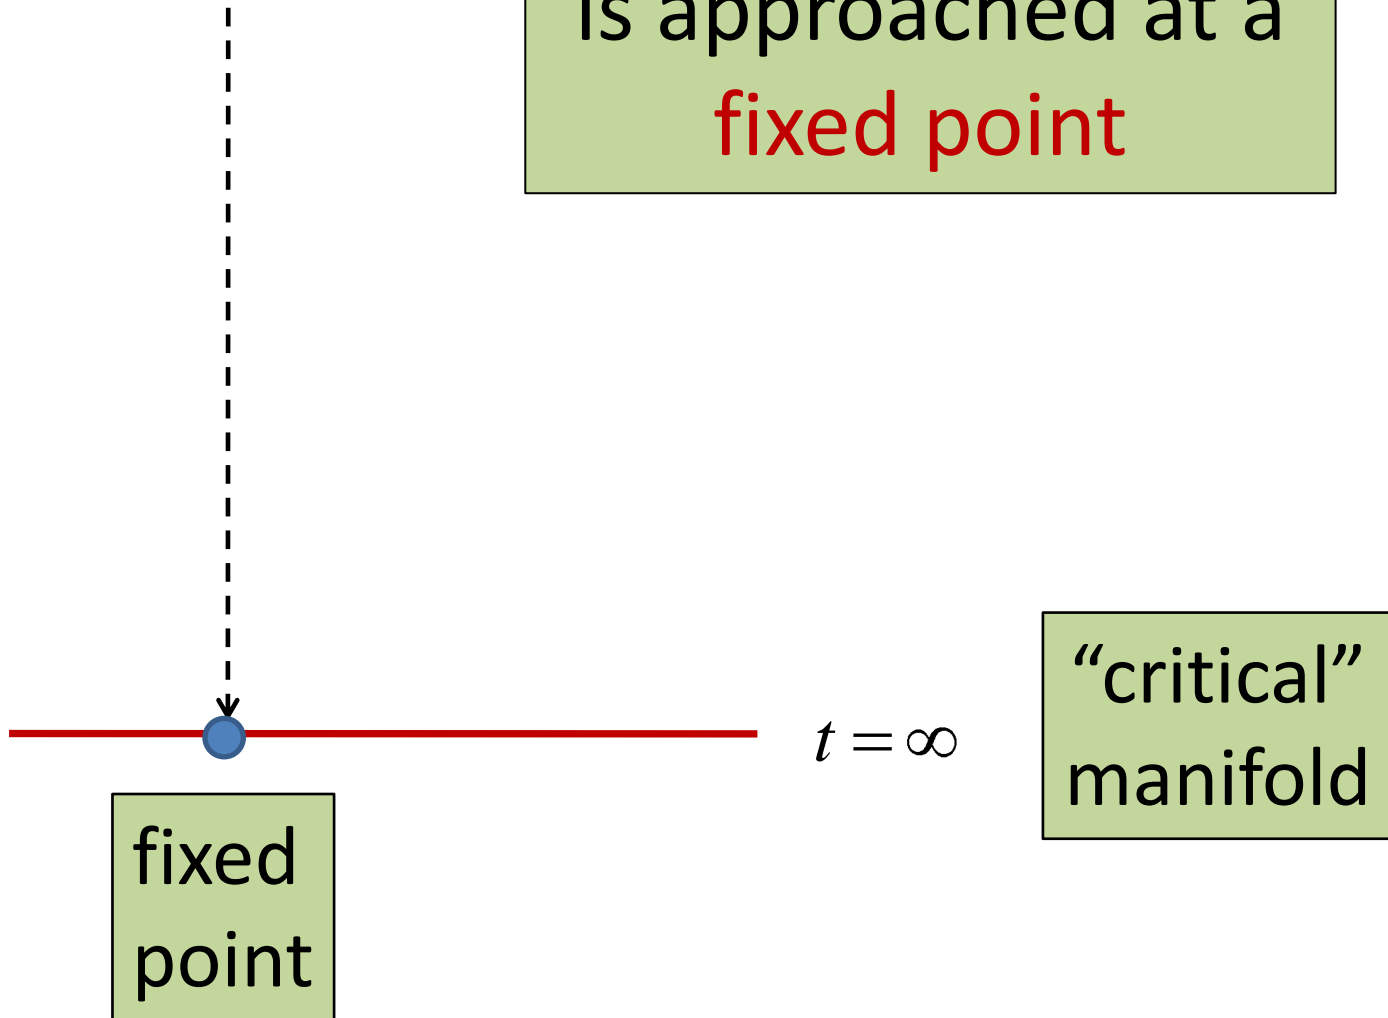 is approached at a
fixed point
t = ∞
“critical”
manifold
fixed
point